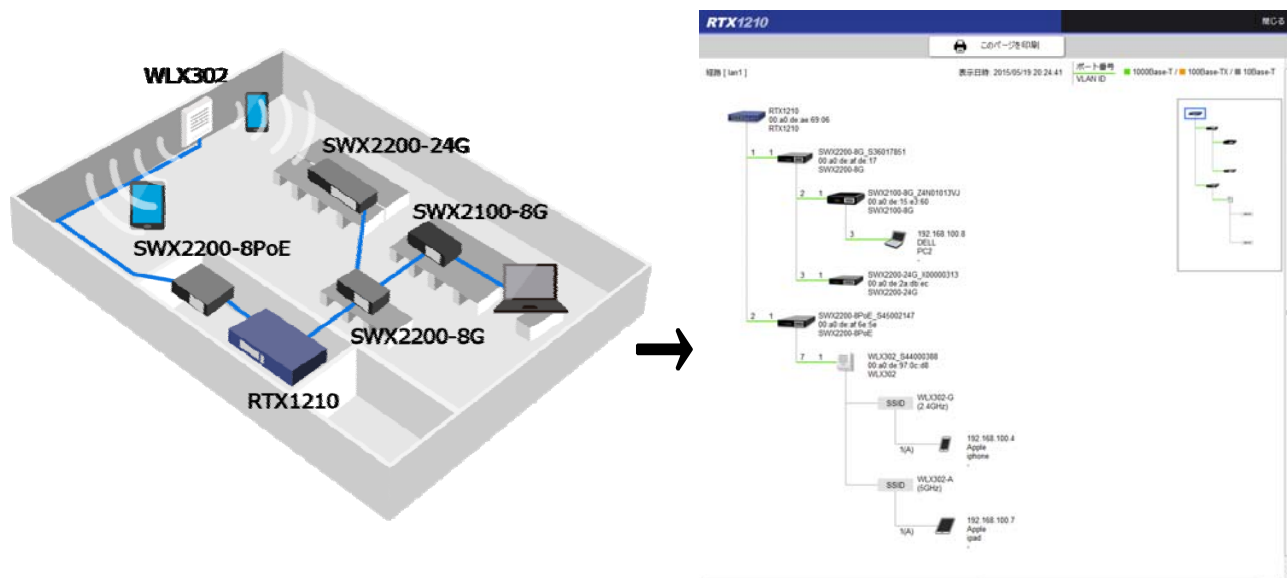 WLX302
SWX2200-24G
SWX2100-8G
SWX2200-8PoE
SWX2200-8G
RTX1210
RTX1210
閉じる
このページを印刷
経路 [ lan1 ]
表示日時: 2015/05/19 20:24:41
ポート番号
VLAN ID
1000Base-T / 100Base-TX / 10Base-T
RTX1210
00:a0:de:ae:69:06
RTX1210
1 1
SWX2200-8G_S36017851
00:a0:de:af:de:17
SWX2200-8G
2 1
SWX2100-8G_Z4N01013VJ
00:a0:de:15:e3:60
SWX2100-8G
3
192.168.100.8
DELL
PC2
-
3 1
SWX2200-24G_X00000313
00:a0:de:2a:db:ec
SWX2200-24G
2 1
SWX2200-8PoE_S45002147
00:a0:de:af:6e:5e
SWX2200-8PoE
7 1
WLX302_S44000388
00:a0:de:97:0c:d8
WLX302
SSID
WLX302-G
(2.4GHz)
1(A)
192.168.100.4
Apple
iphone
-
SSID
WLX302-A
(5GHz)
1(A)
192.168.100.7
Apple
ipad
-